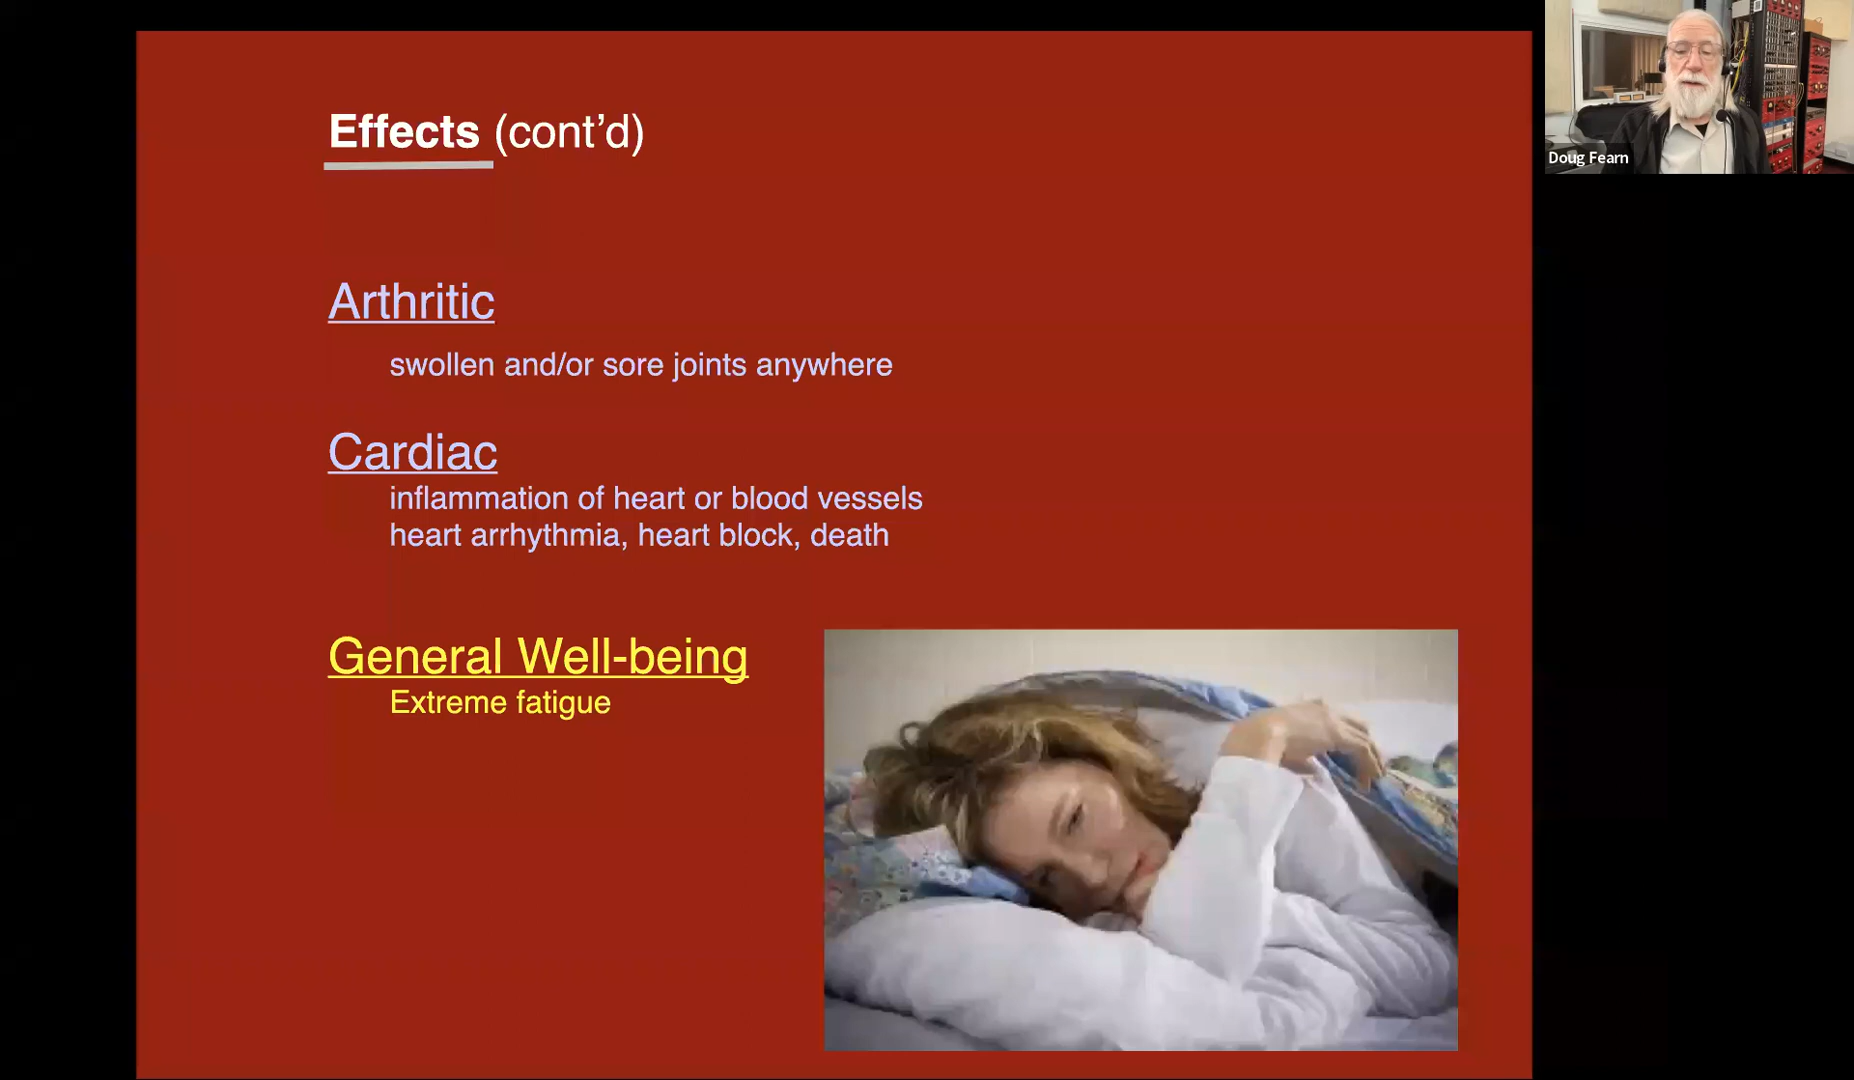 Effects (cont’d)
Arthritic
swollen and/or sore joints anywhere
Cardiac
inflammation of heart or blood vessels
heart arrhythmia, heart block, death
General Well-being
Extreme fatigue
Doug Fearn